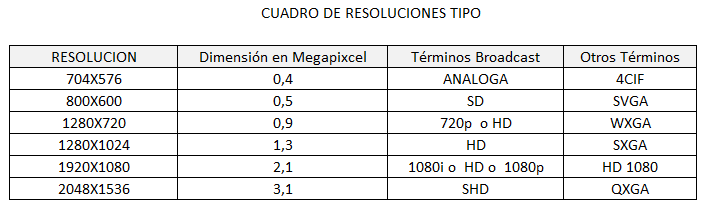 CUADRO DE RESOLUCIONES TIPO
RESOLUCION Dimensión en Megapixcel Términos Broadcast Otros Términos
704X576 0,4 ANALOGA 4CIF
800X600 0,5 SD SVGA
1280X720 0,9 720p o HD WXGA
1280X1024 1,3 HD SXGA
1920X1080 2,1 1080i o HD o 1080p HD 1080
2048X1536 3,1 SHD QXGA